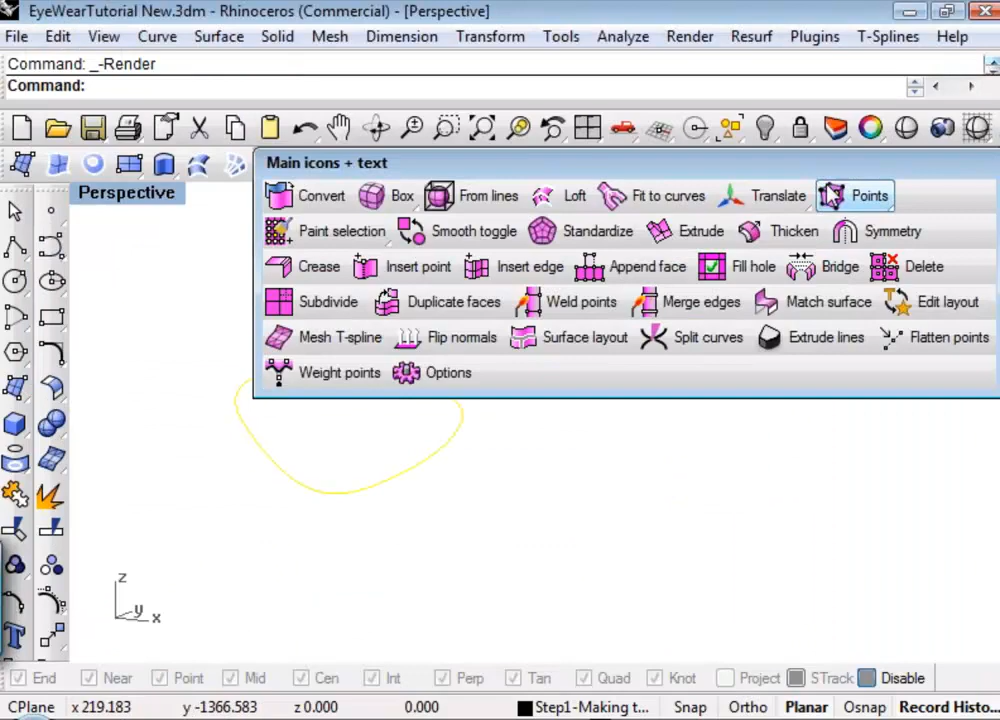 EyeWearTutorial New.3dm - Rhinoceros (Commercial) - [Perspective]
File Edit View Curve Surface Solid Mesh Dimension Transform Tools Analyze Render Resurf Plugins T-Splines Help
Command: _-Render
Command:
Main icons + text
Perspective
Convert Box From lines Loft Fit to curves Translate Points
Paint selection Smooth toggle Standardize Extrude Thicken Symmetry
Crease Insert point Insert edge Append face Fill hole Bridge Delete
Subdivide Duplicate faces Weld points Merge edges Match surface Edit layout
Mesh T-spline Flip normals Surface layout Split curves Extrude lines Flatten points
Weight points Options
z
y x
End Near Point Mid Cen Int Perp Tan Quad Knot Project STrack Disable
CPlane x 219.183 y -1366.583 z 0.000 0.000 Step1-Making t... Snap Ortho Planar Osnap Record Histo...